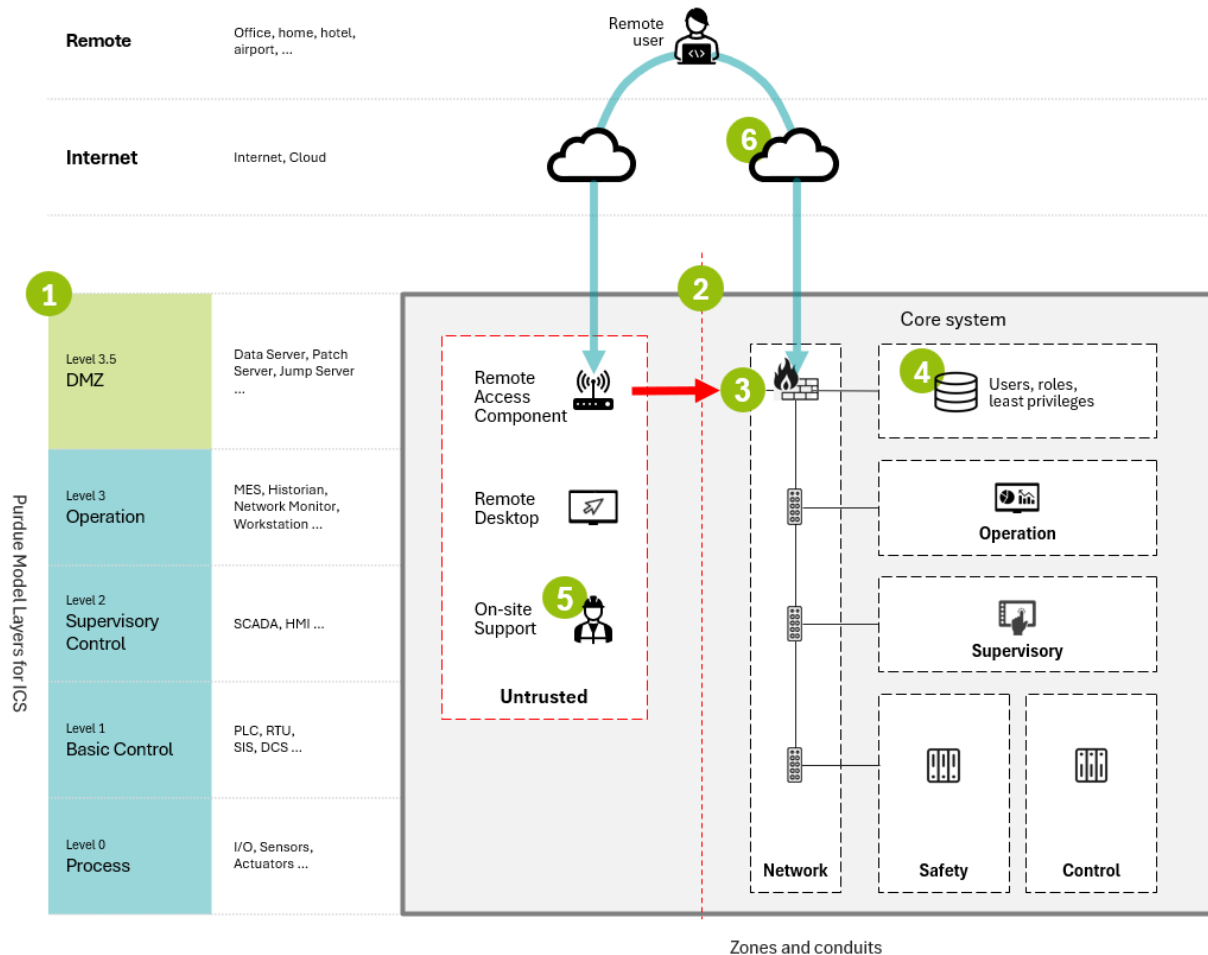 Remote
Office, home, hotel,
airport, ...
Remote
user
</>
Internet
Internet, Cloud
6
1
2
Level 3.5
DMZ
Data Server, Patch
Server, Jump Server
...
Core system
Remote
Access
Component
3
4
Users, roles,
least privileges
Level 3
Operation
MES, Historian,
Network Monitor,
Workstation ...
Remote
Desktop
Operation
Level 2
Supervisory
Control
SCADA, HMI ...
On-site
Support
5
Supervisory
Untrusted
Level 1
Basic Control
PLC, RTU,
SIS, DCS ...
Level 0
Process
I/O, Sensors,
Actuators ...
Network
Safety
Control
Purdue Model Layers for ICS
Zones and conduits